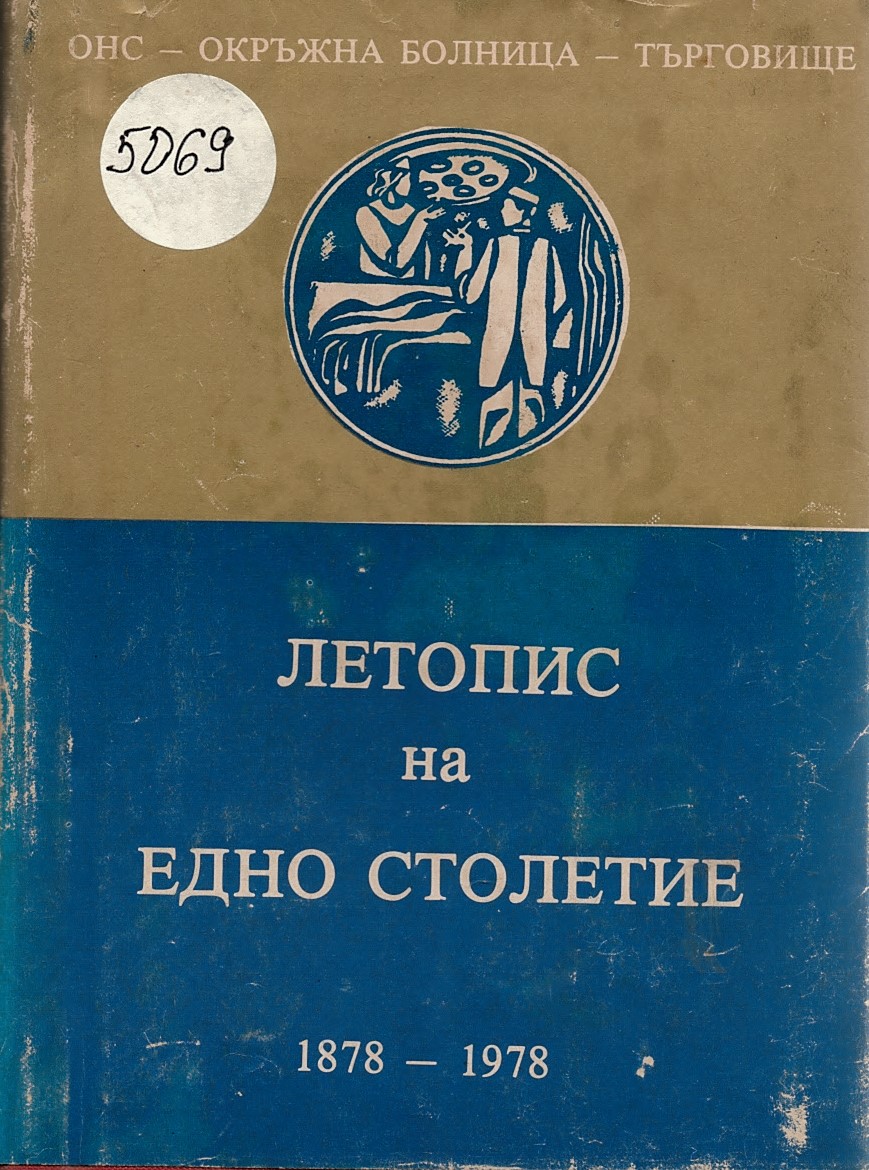 ОНС – ОКРЪЖНА БОЛНИЦА – ТЪРГОВИЩЕ
5069
ЛЕТОПИС
на
ЕДНО СТОЛЕТИЕ
1878 – 1978